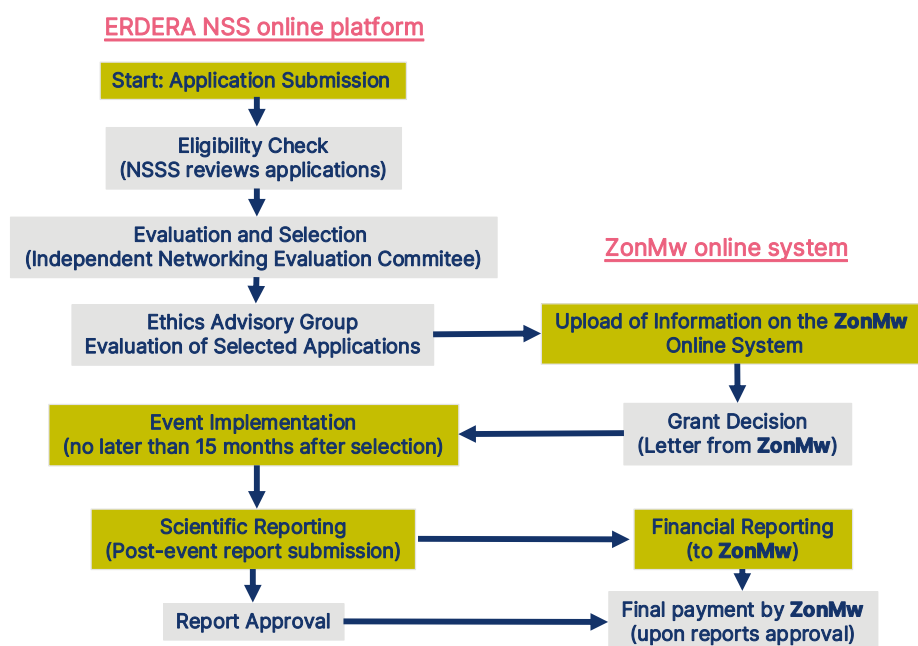 ERDERA NSS online platform
Start: Application Submission
Eligibility Check
(NSSS reviews applications)
Evaluation and Selection
(Independent Networking Evaluation Commitee)
Ethics Advisory Group
Evaluation of Selected Applications
ZonMw online system
Upload of Information on the ZonMw
Online System
Grant Decision
(Letter from ZonMw)
Event Implementation
(no later than 15 months after selection)
Scientific Reporting
(Post-event report submission)
Financial Reporting
(to ZonMw)
Report Approval
Final payment by ZonMw
(upon reports approval)